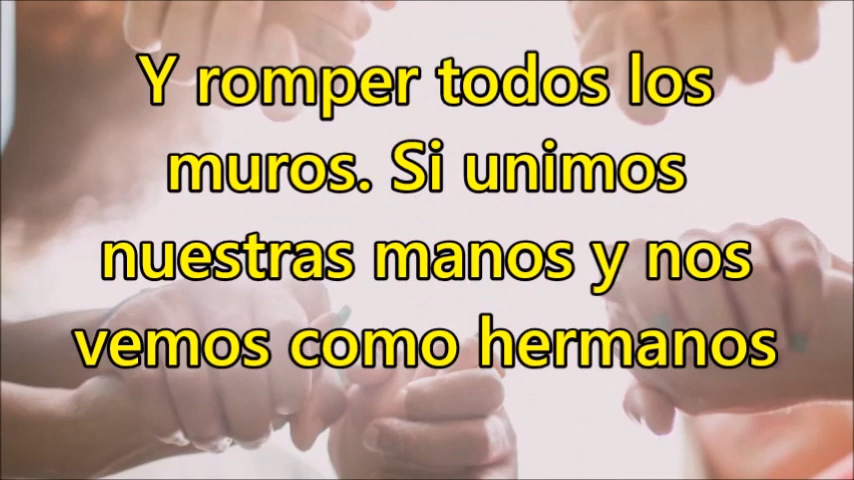 Y romper todos los
muros. Si unimos
nuestras manos y nos
vemos como hermanos